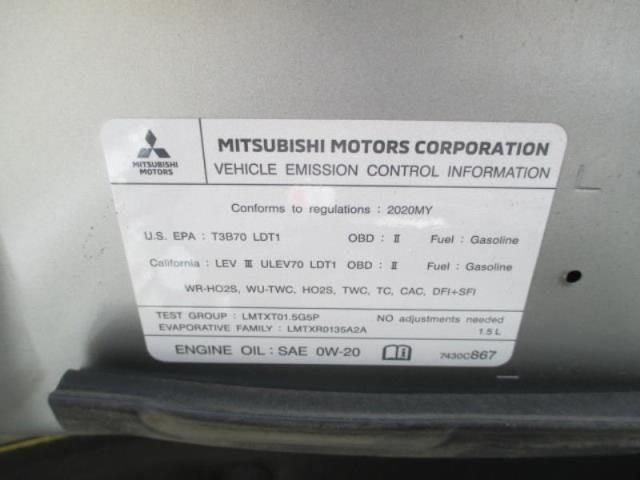 MITSUBISHI MOTORS
MITSUBISHI MOTORS CORPORATION
VEHICLE EMISSION CONTROL INFORMATION
Conforms to regulations : 2020MY
U.S. EPA : T3B70 LDT1 OBD : II Fuel : Gasoline
California : LEV III ULEV70 LDT1 OBD : II Fuel : Gasoline
WR-HO2S, WU-TWC, HO2S, TWC, TC, CAC, DFI+SFI
TEST GROUP : LMTXT01.5G5P NO adjustments needed
EVAPORATIVE FAMILY : LMTXR0135A2A 1.5 L
ENGINE OIL : SAE 0W-20 7430C867